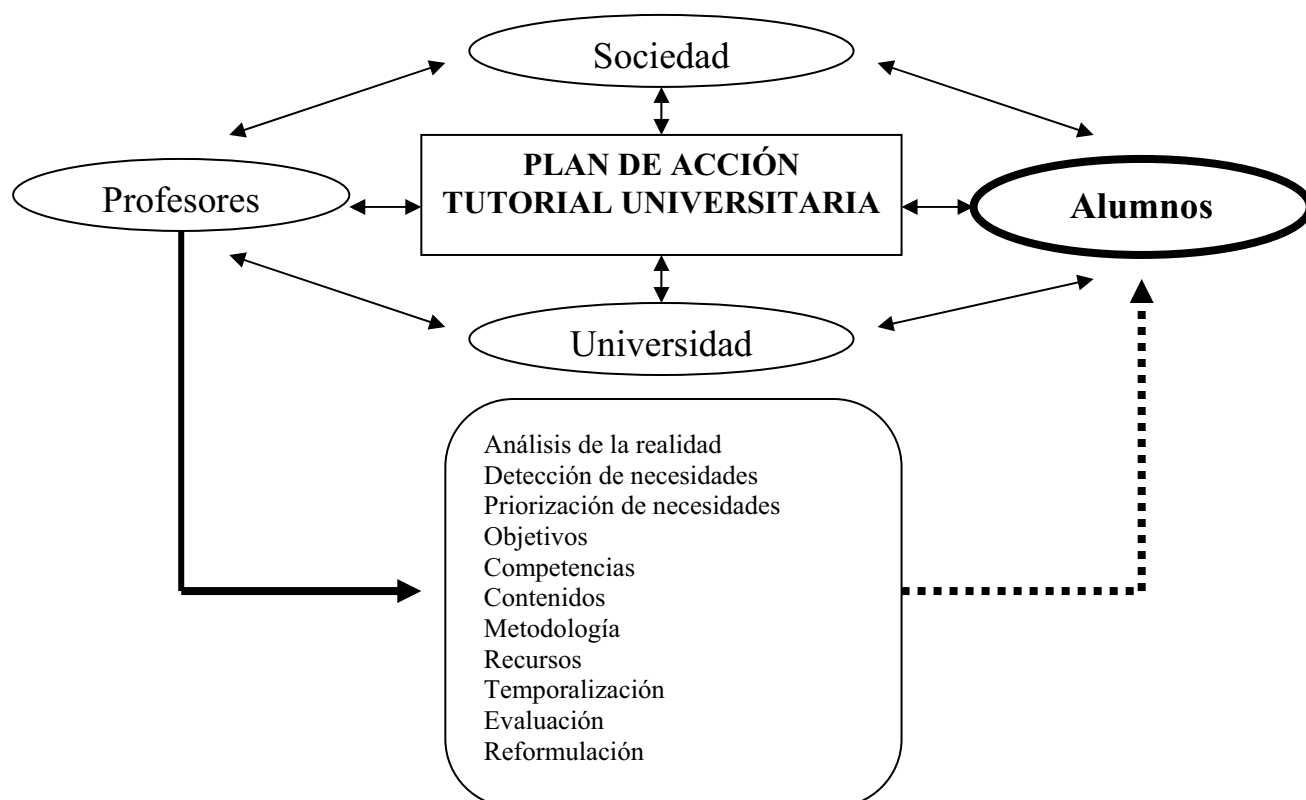 Sociedad
PLAN DE ACCIÓN
TUTORIAL UNIVERSITARIA
Profesores
Alumnos
Universidad
Análisis de la realidad
Detección de necesidades
Priorización de necesidades
Objetivos
Competencias
Contenidos
Metodología
Recursos
Temporalización
Evaluación
Reformulación